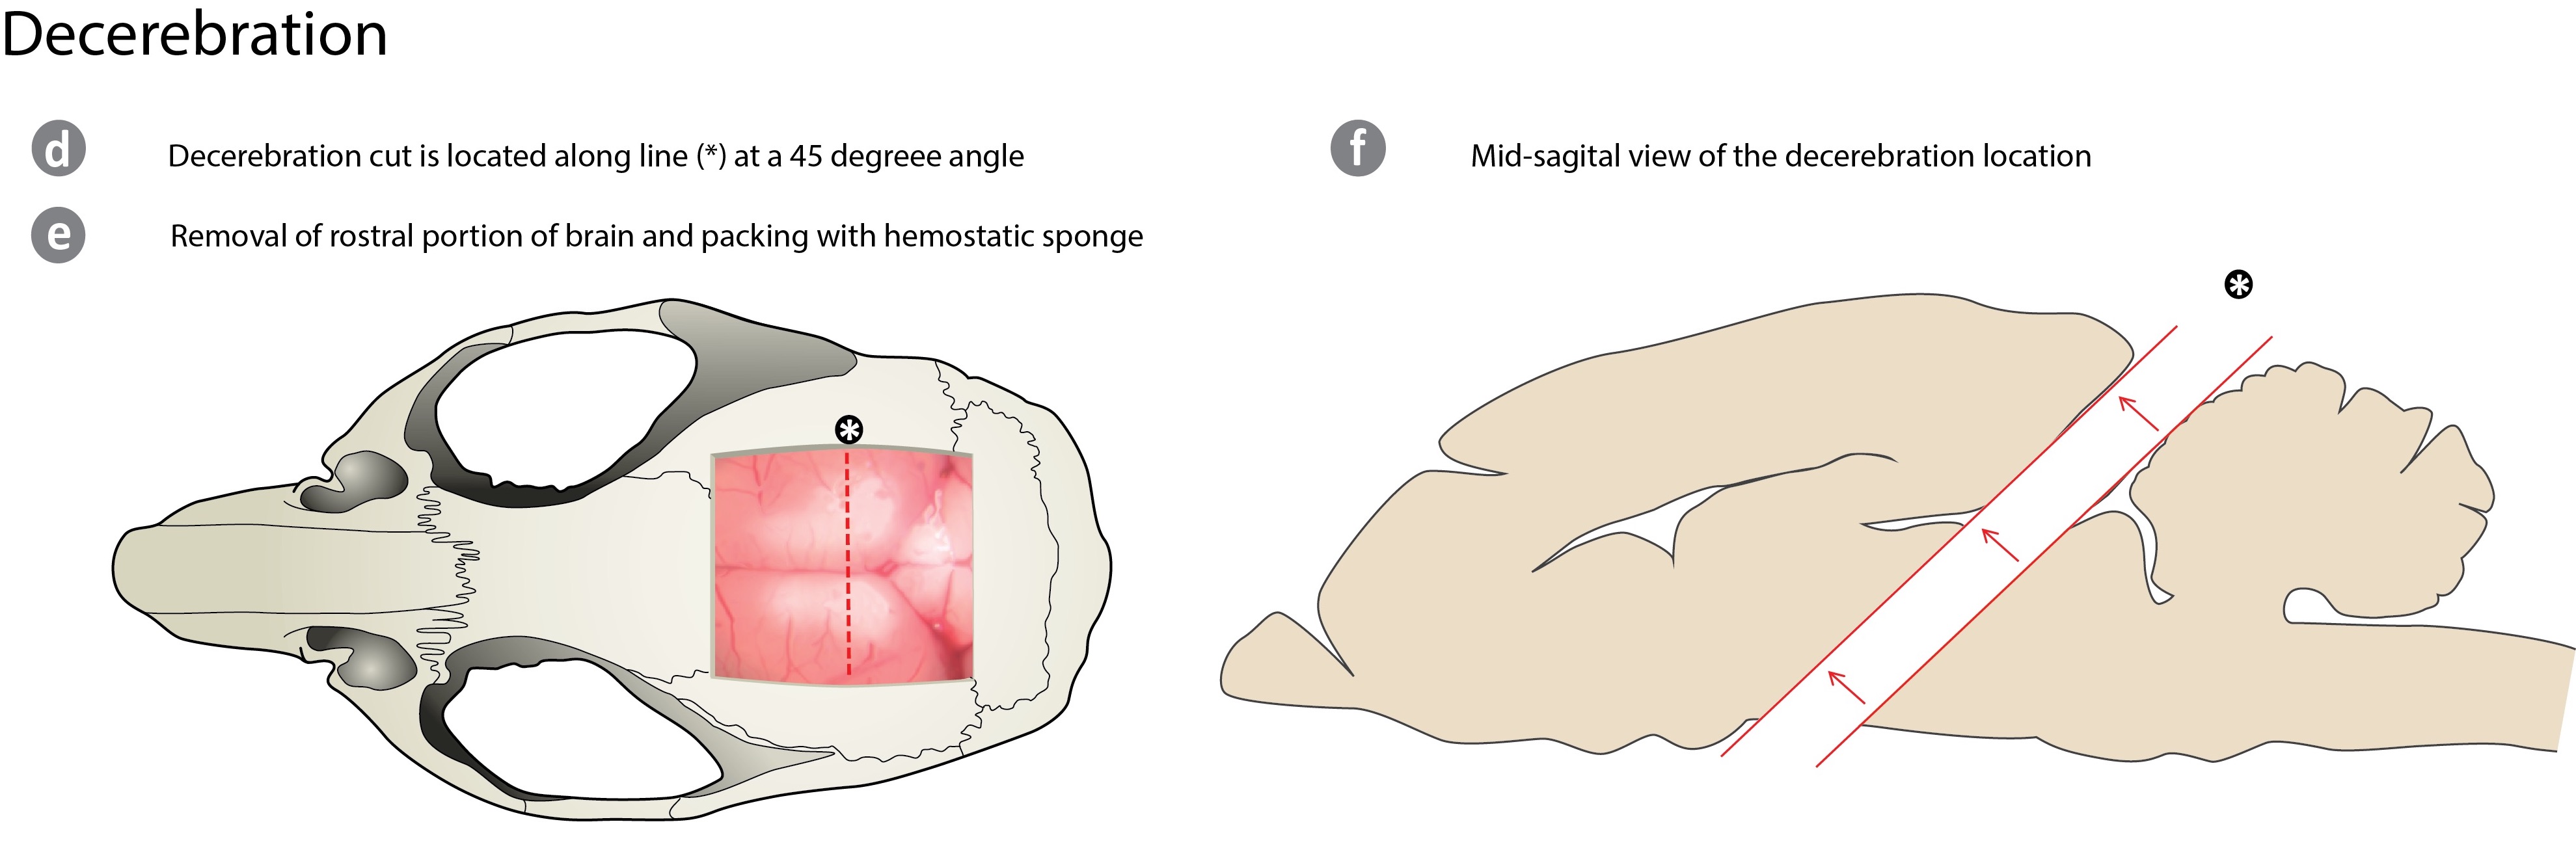 Decerebration
d Decerebration cut is located along line (*) at a 45 degreee angle
e Removal of rostral portion of brain and packing with hemostatic sponge
f Mid-sagital view of the decerebration location
*
*